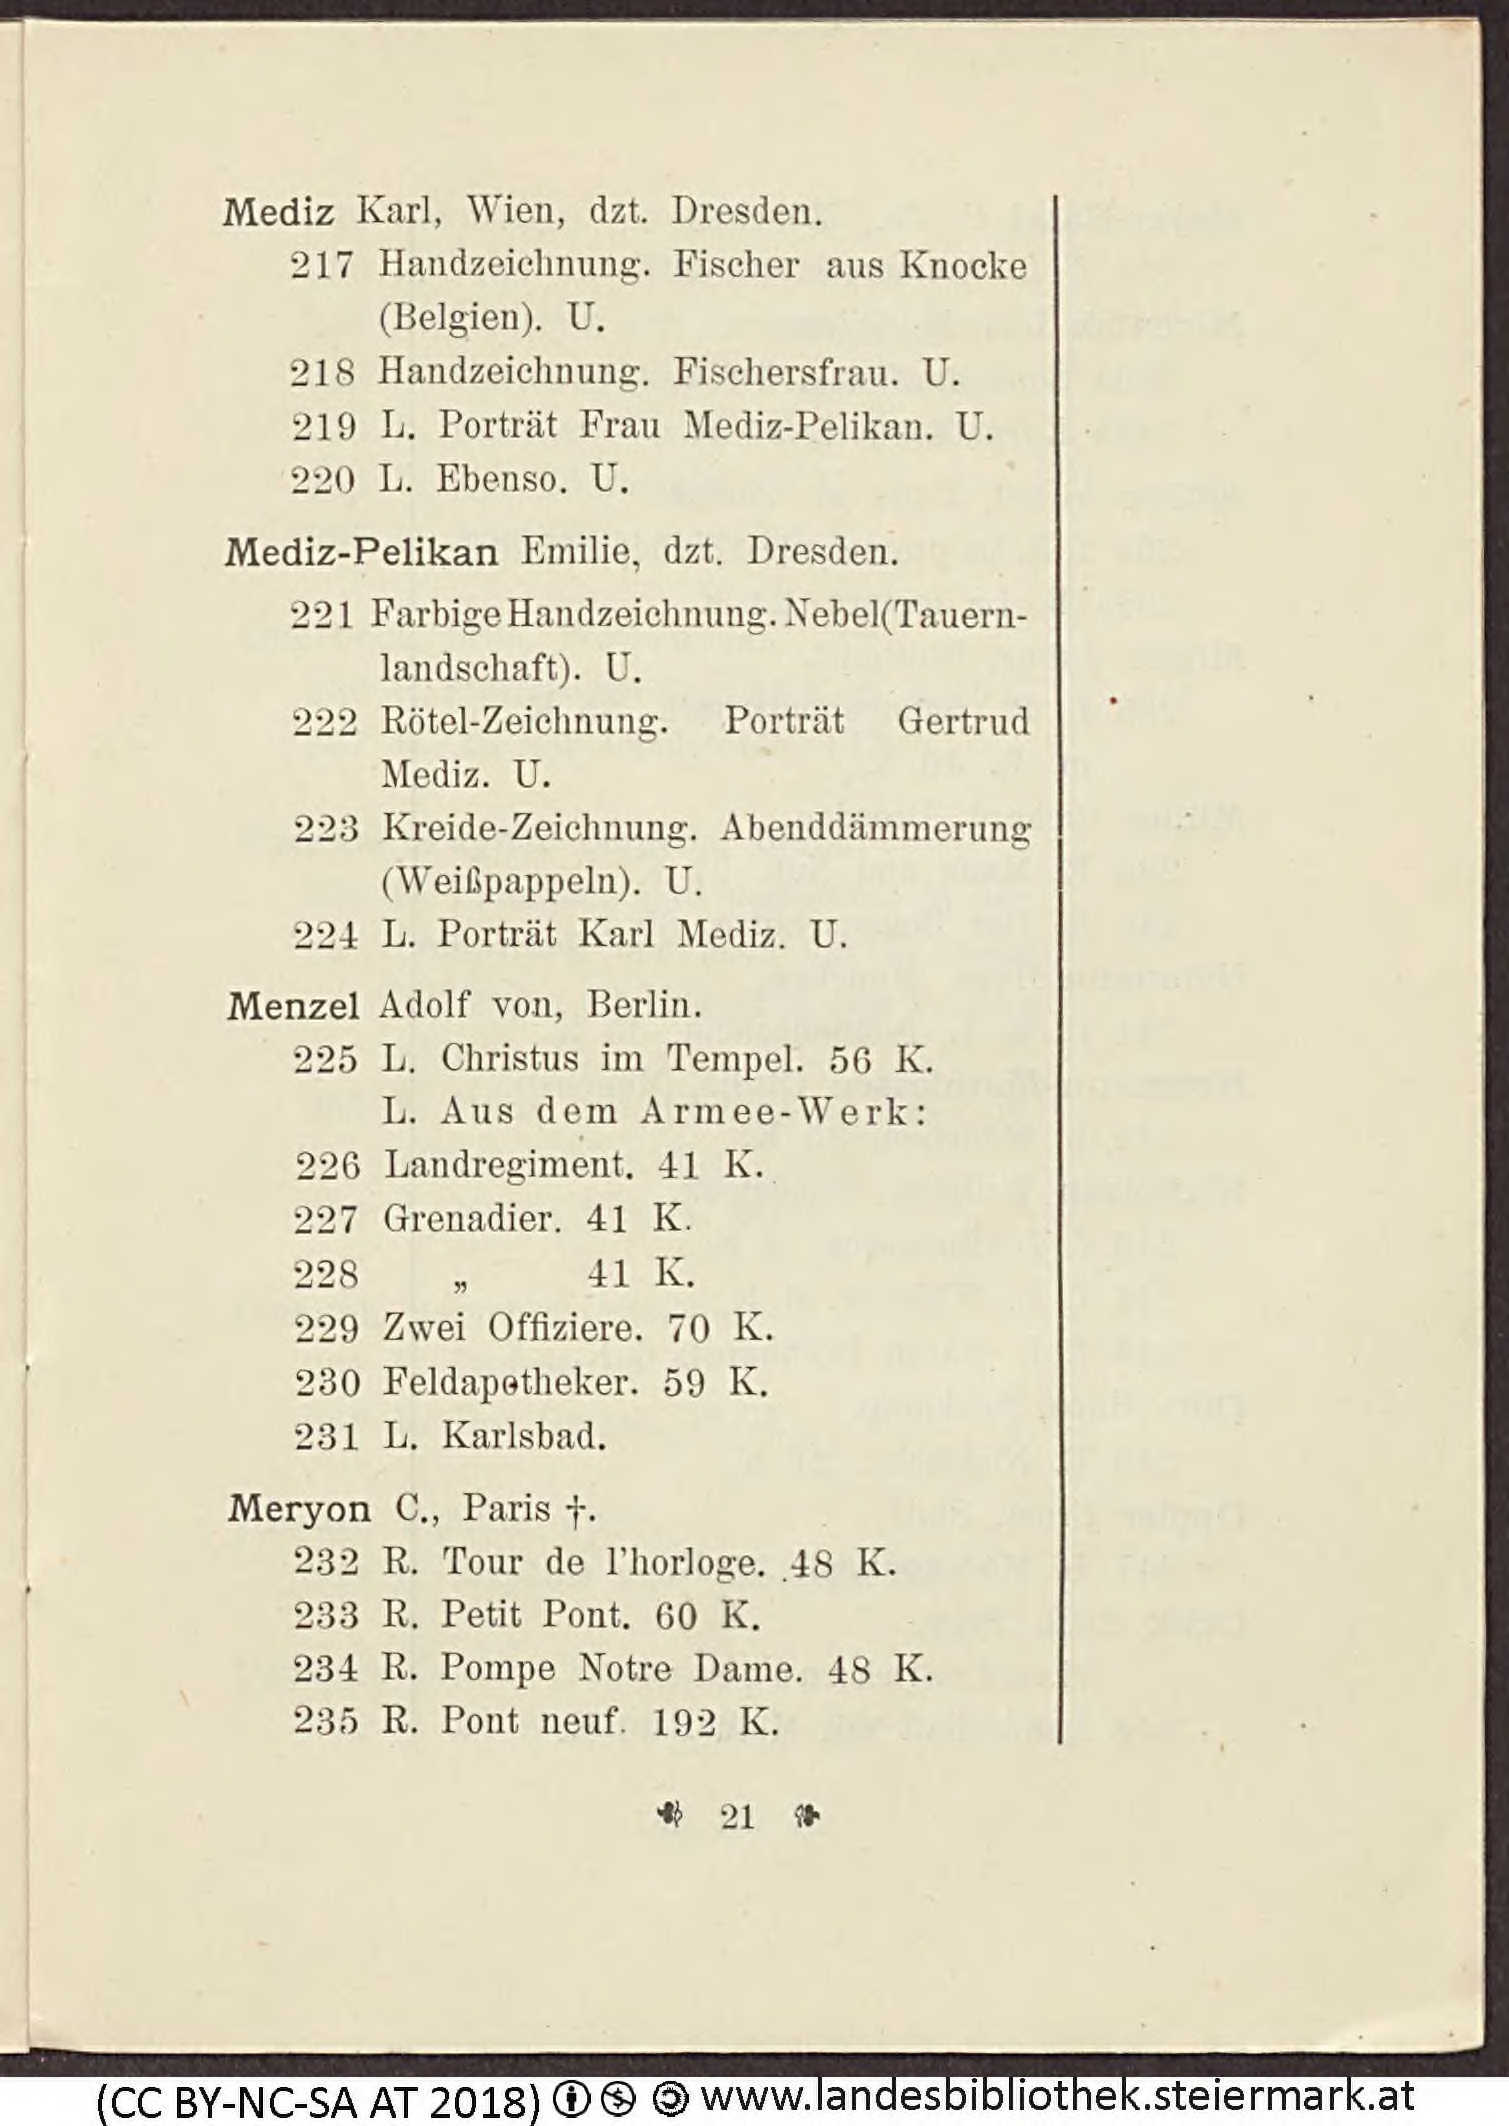 Mediz Karl, Wien, dzt. Dresden.
217 Handzeichnung. Fischer aus Knocke
(Belgien). U.
218 Handzeichnung. Fischersfrau. U.
219 L. Porträt Frau Mediz-Pelikan. U.
220 L. Ebenso. U.
Mediz-Pelikan Emilie, dzt. Dresden.
221 Farbige Handzeichnung. Nebel (Tauern-
landschaft). U.
222 Rötel-Zeichnung. Porträt Gertrud
Mediz. U.
223 Kreide-Zeichnung. Abenddämmerung
(Weißpappeln). U.
224 L. Porträt Karl Mediz. U.
Menzel Adolf von, Berlin.
225 L. Christus im Tempel. 56 K.
L. Aus dem Armee-Werk:
226 Landregiment. 41 K.
227 Grenadier. 41 K.
228 „ 41 K.
229 Zwei Offiziere. 70 K.
230 Feldapotheker. 59 K.
231 L. Karlsbad.
Meryon C., Paris †.
232 R. Tour de l'horloge. 48 K.
233 R. Petit Pont. 60 K.
234 R. Pompe Notre Dame. 48 K.
235 R. Pont neuf. 192 K.
21
(CC BY-NC-SA AT 2018) www.landesbibliothek.steiermark.at